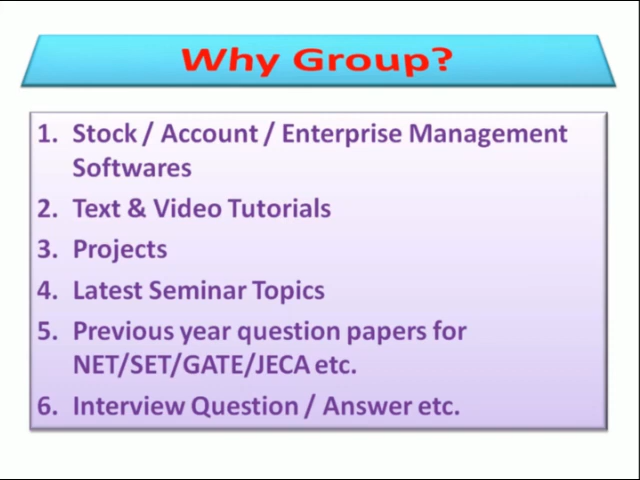 Why Group?
1. Stock / Account / Enterprise Management
Softwares
2. Text & Video Tutorials
3. Projects
4. Latest Seminar Topics
5. Previous year question papers for
NET/SET/GATE/JECA etc.
6. Interview Question / Answer etc.